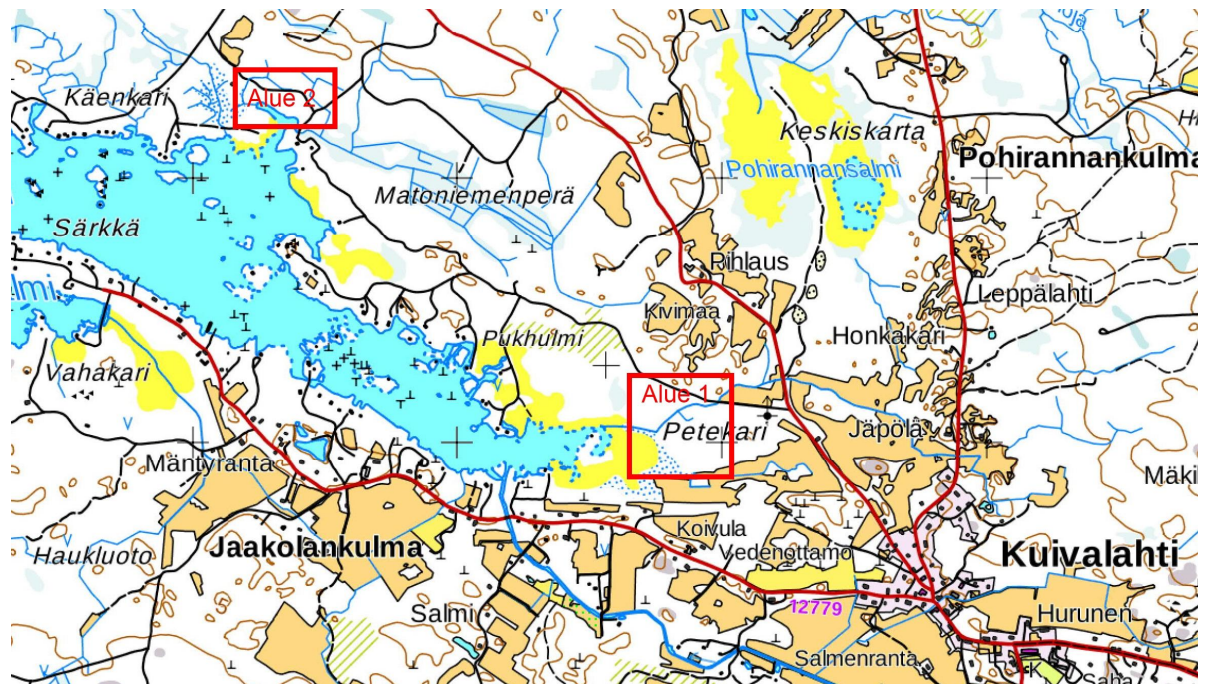 Käenkari
Alue 2
Keskiskarta
Pohirannankulma
Pohirannansalmi
Matoniemenperä
Särkkä
Rihlaus
Leppälahti
Kivimaa
Pukhulmi
Honkakari
Vahakari
Alue 1
Petekari
Jäpölä
Mäntyranta
Mäki
Haukluoto
Jaakolankulma
Koivula
Vedenottamo
Kuivalahti
12779
Salmi
Hurunen
Salmenranta
Saha